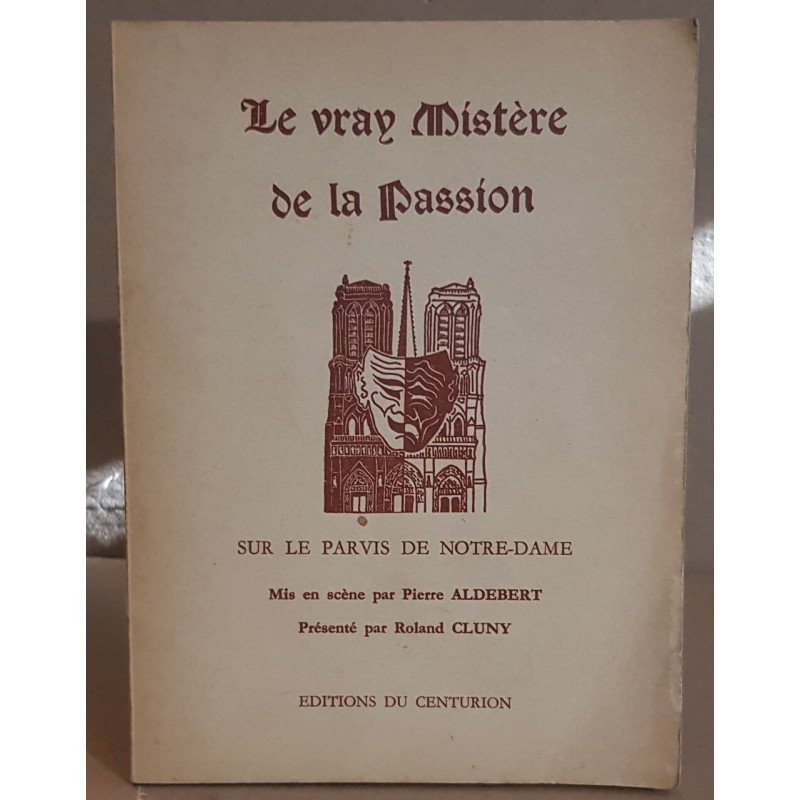 Le vray Mistère
de la Passion
SUR LE PARVIS DE NOTRE-DAME
Mis en scène par Pierre ALDEBERT
Présenté par Roland CLUNY
EDITIONS DU CENTURION